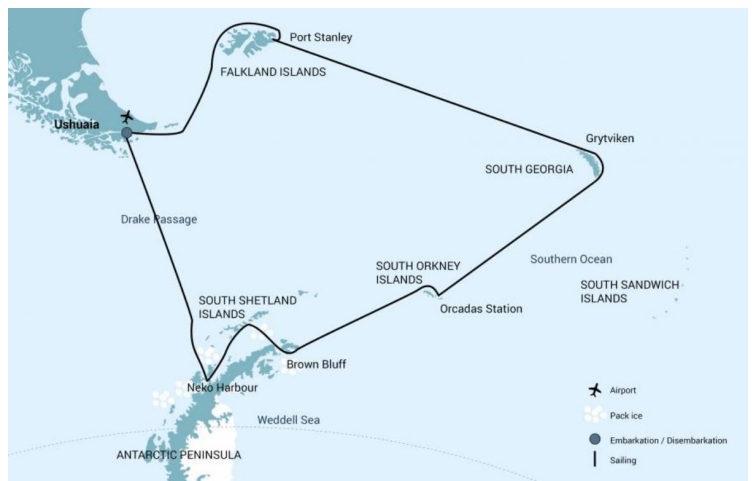 Port Stanley
FALKLAND ISLANDS
Ushuaia
Grytviken
SOUTH GEORGIA
Drake Passage
Southern Ocean
SOUTH ORKNEY
ISLANDS
SOUTH SANDWICH
ISLANDS
SOUTH SHETLAND
ISLANDS
Orcadas Station
Brown Bluff
Neko Harbour
Weddell Sea
ANTARCTIC PENINSULA
Airport
Pack ice
Embarkation / Disembarkation
Sailing